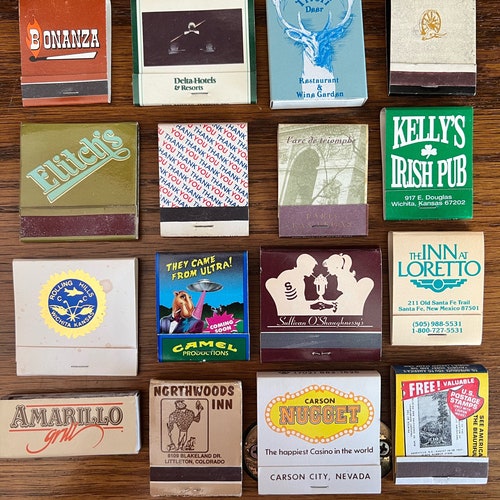 BONANZA
Delta Hotels
& Resorts
Deer
Restaurant &
Wine Garden
Elitch's
THANK YOU THANK YOU
l'arc de triomphe
KELLY'S
IRISH PUB
917 E. Douglas
Wichita, Kansas 67202
ROLLING HILLS
C C
WICHITA KANSAS
THEY CAME
FROM ULTRA!
COMING
SOON
CAMEL
PRODUCTIONS
S
Sullivan O'Shaughnessy's
THE
INN AT
LORETTO
211 Old Santa Fe Trail
Santa Fe, New Mexico 87501
(505) 988-5531
1-800-727-5531
AMARILLO
grill
NORTHWOODS
INN
6109 BLAKELAND DR.
LITTLETON, COLORADO
CARSON
NUGGET
The happiest Casino in the world
CARSON CITY, NEVADA
FREE! VALUABLE
U.S.
POSTAGE
STAMPS
SEE AMERICA
THE BEAUTIFUL